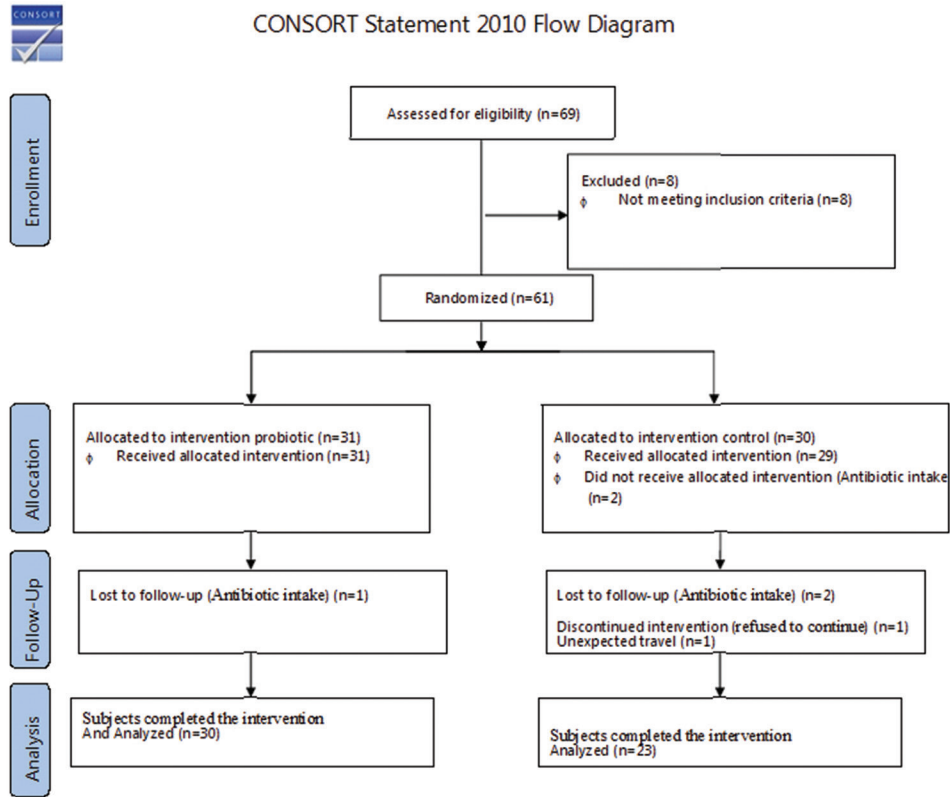 CONSORT
CONSORT Statement 2010 Flow Diagram
Enrollment
Assessed for eligibility (n=69)
Excluded (n=8)
ϕ Not meeting inclusion criteria (n=8)
Randomized (n=61)
Allocation
Allocated to intervention probiotic (n=31)
ϕ Received allocated intervention (n=31)
Allocated to intervention control (n=30)
ϕ Received allocated intervention (n=29)
ϕ Did not receive allocated intervention (Antibiotic intake
(n=2)
Follow-Up
Lost to follow-up (Antibiotic intake) (n=1)
Lost to follow-up (Antibiotic intake) (n=2)
Discontinued intervention (refused to continue) (n=1)
Unexpected travel (n=1)
Analysis
Subjects completed the intervention
And Analyzed (n=30)
Subjects completed the intervention
Analyzed (n=23)